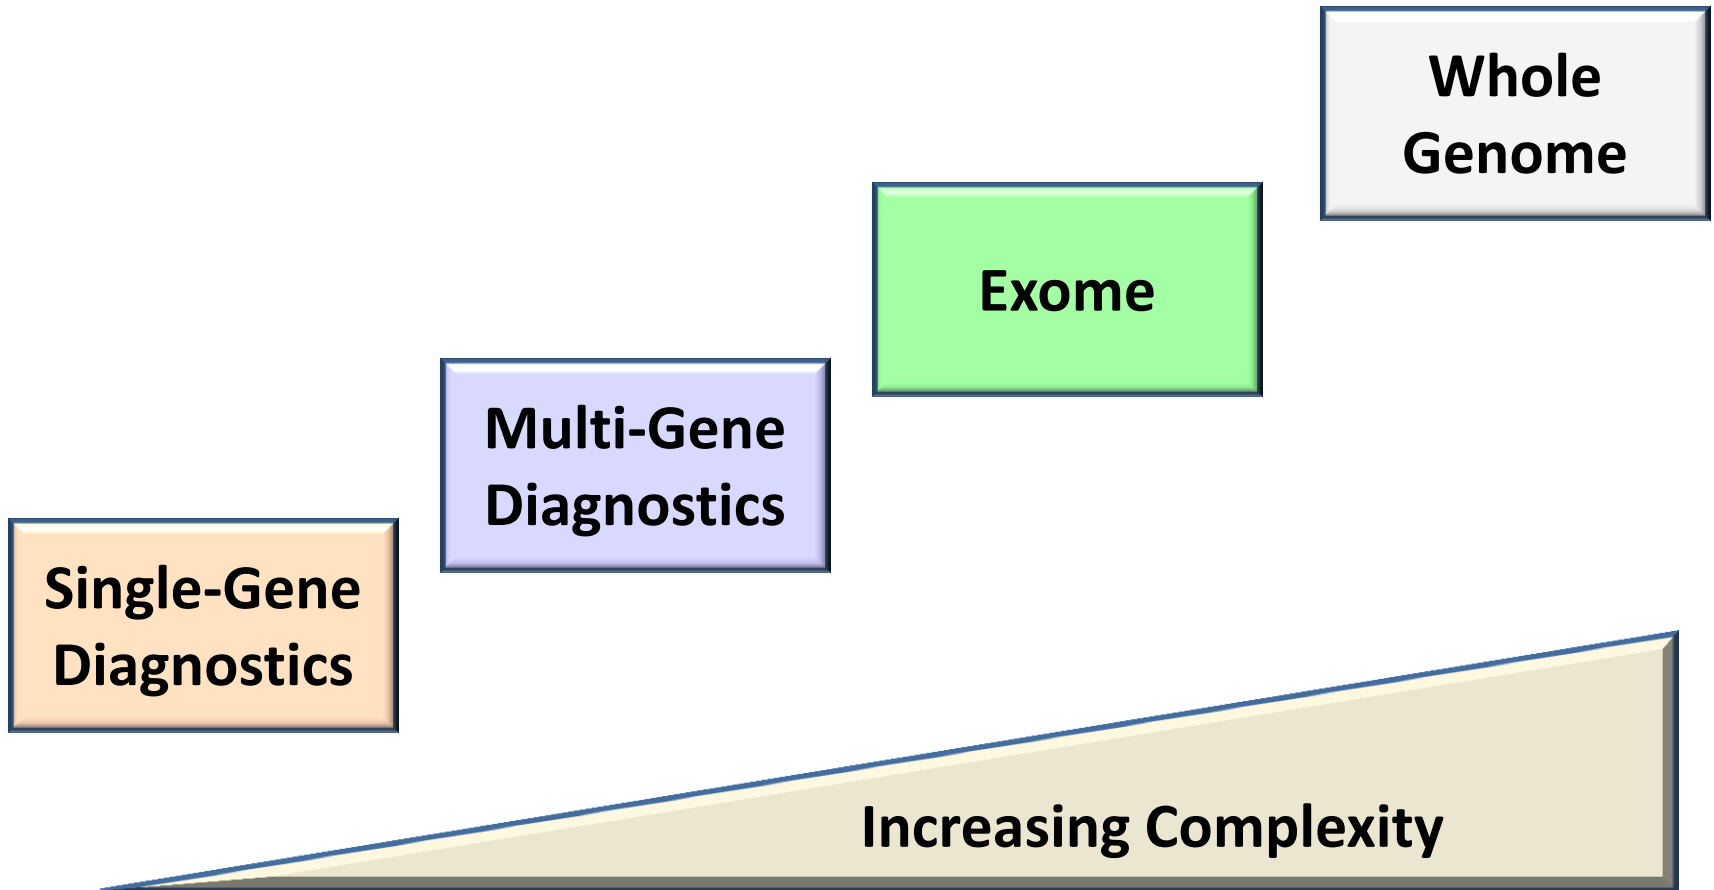 Whole
Genome
Exome
Multi-Gene
Diagnostics
Single-Gene
Diagnostics
Increasing Complexity